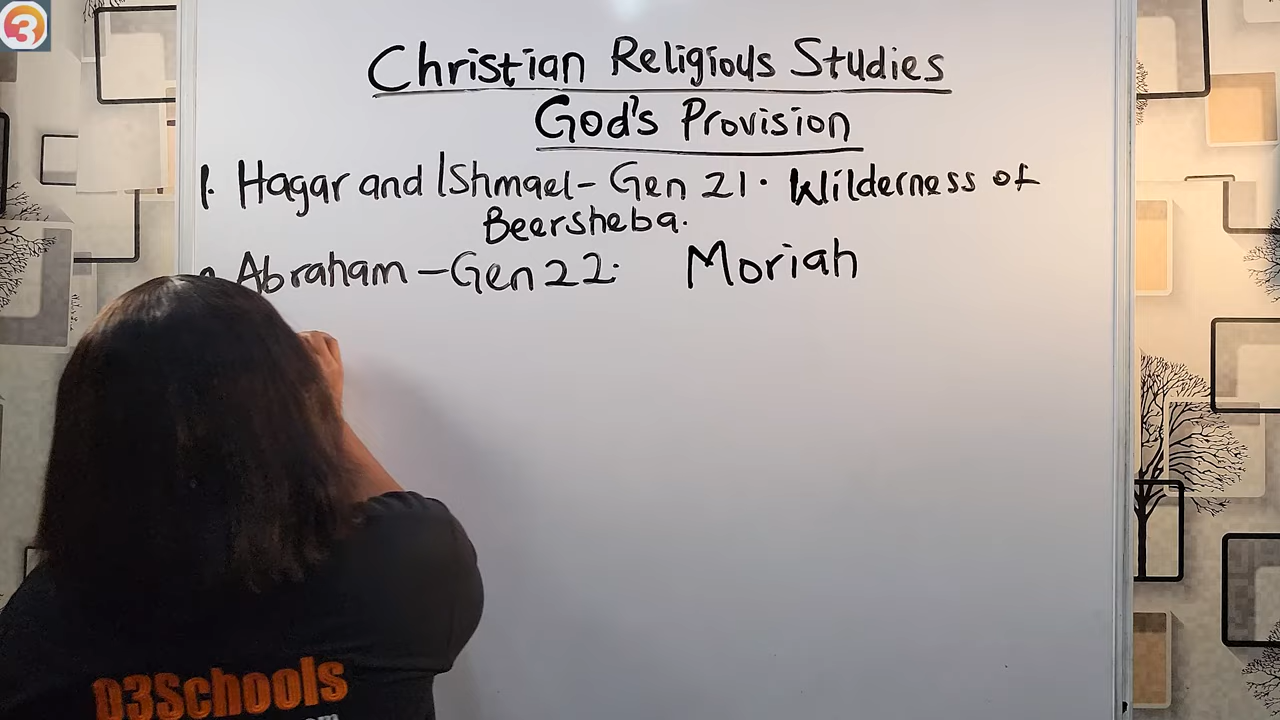 3
Christian Religious Studies
God's Provision
1. Hagar and Ishmael - Gen 21. Wilderness of
Beersheba.
Abraham - Gen 22. Moriah
03Schools